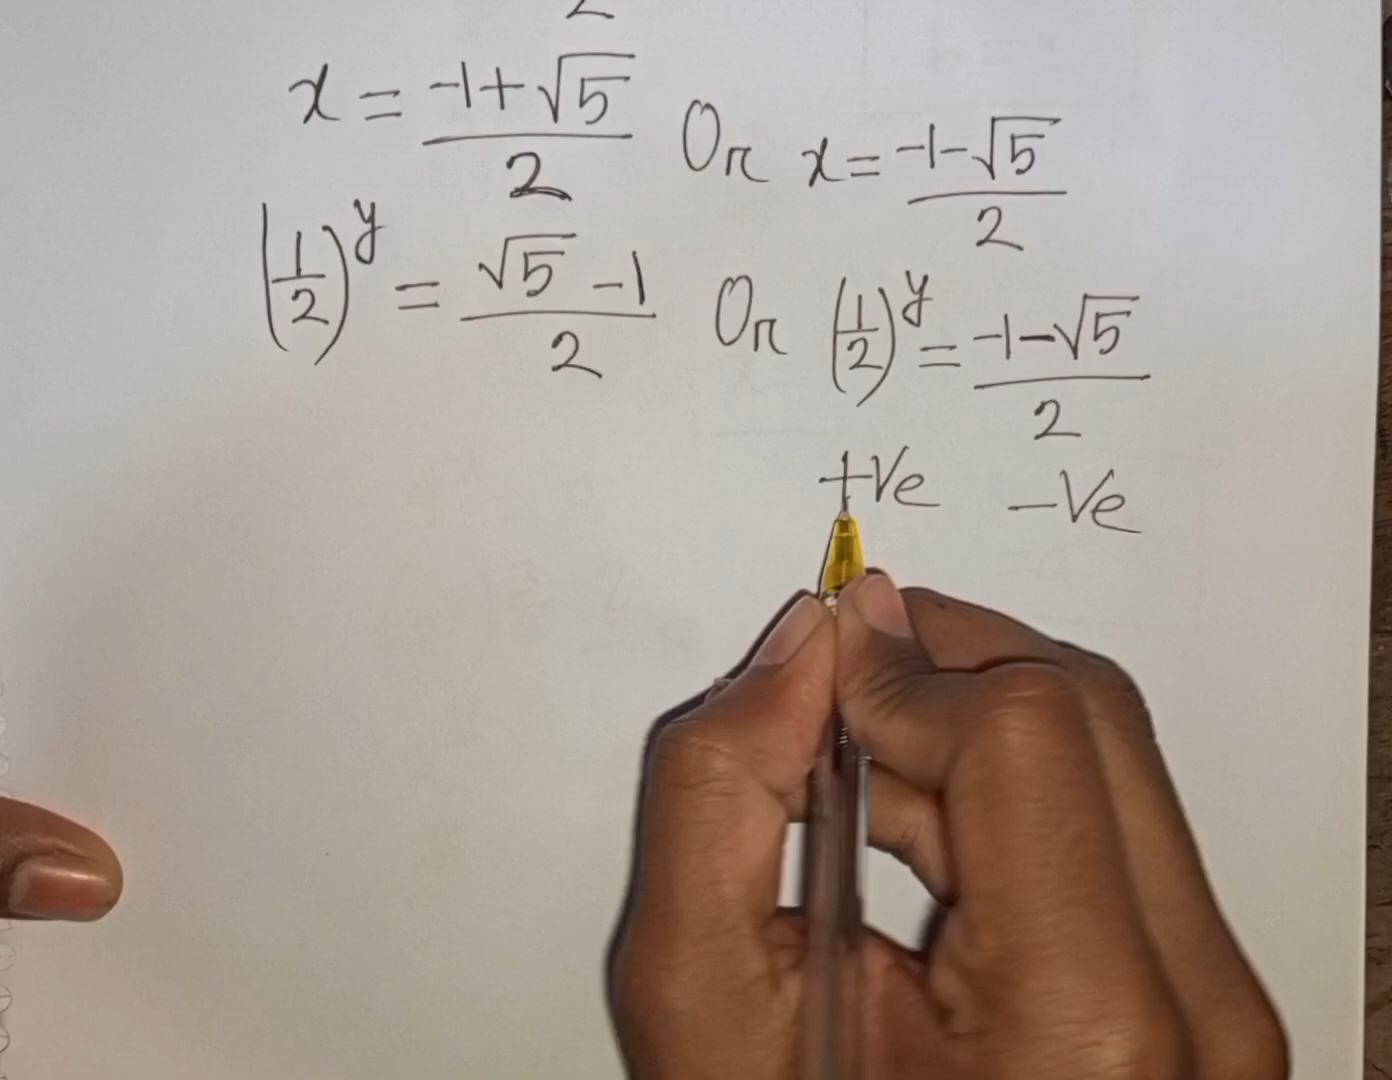 x = (-1+√5)/2 Or x = (-1-√5)/2
(1/2)^y = (√5 -1)/2 Or (1/2)^y = (-1-√5)/2
+Ve -Ve